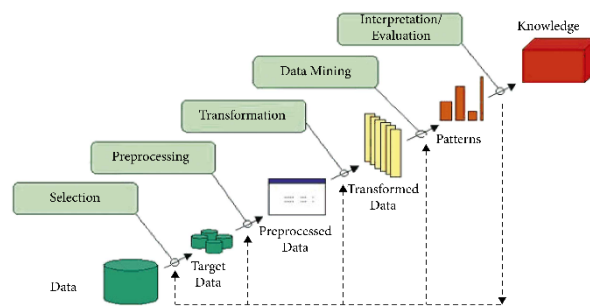 Interpretation/
Evaluation
Knowledge
Data Mining
Patterns
Transformation
Transformed
Data
Preprocessing
Preprocessed
Data
Selection
Target
Data
Data